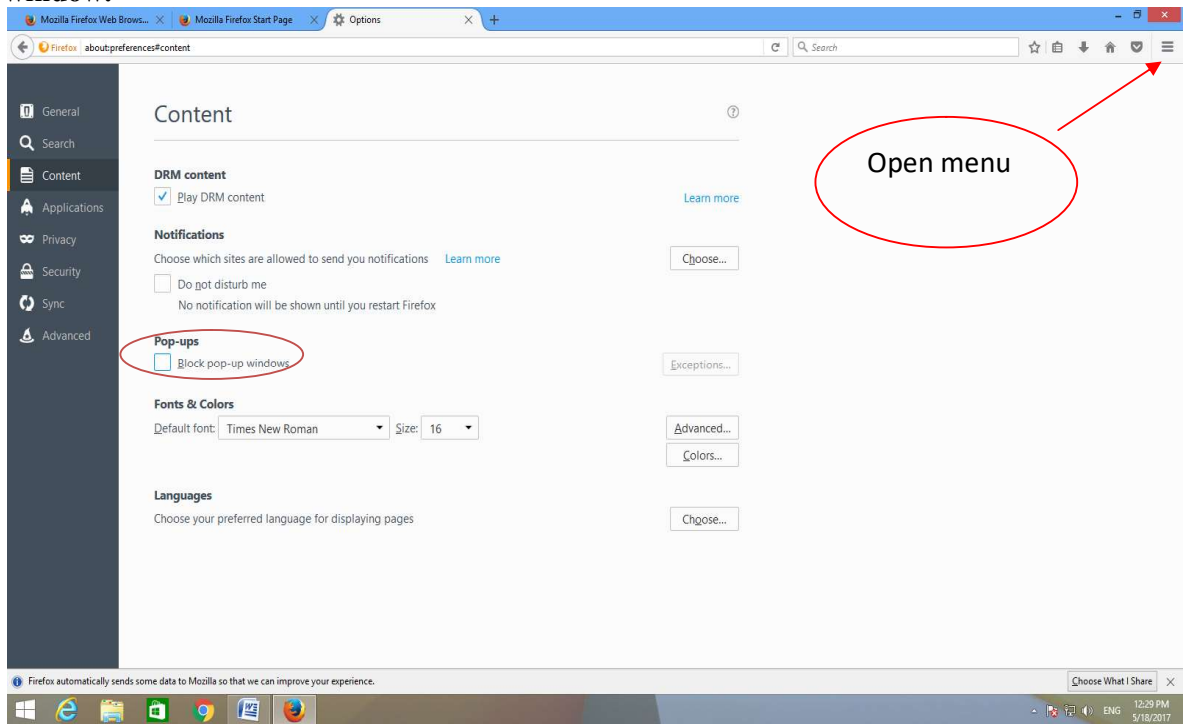 window.
Mozilla Firefox Web Brows... Mozilla Firefox Start Page Options
Firefox about:preferences#content Search
General
Search
Content
Applications
Privacy
Security
Sync
Advanced
Content
DRM content
Play DRM content Learn more
Notifications
Choose which sites are allowed to send you notifications Learn more Choose...
Do not disturb me
No notification will be shown until you restart Firefox
Pop-ups
Block pop-up windows Exceptions...
Fonts & Colors
Default font: Times New Roman Size: 16 Advanced...
Colors...
Languages
Choose your preferred language for displaying pages Choose...
Open menu
Firefox automatically sends some data to Mozilla so that we can improve your experience. Choose What I Share
ENG 12:29 PM
5/18/2017